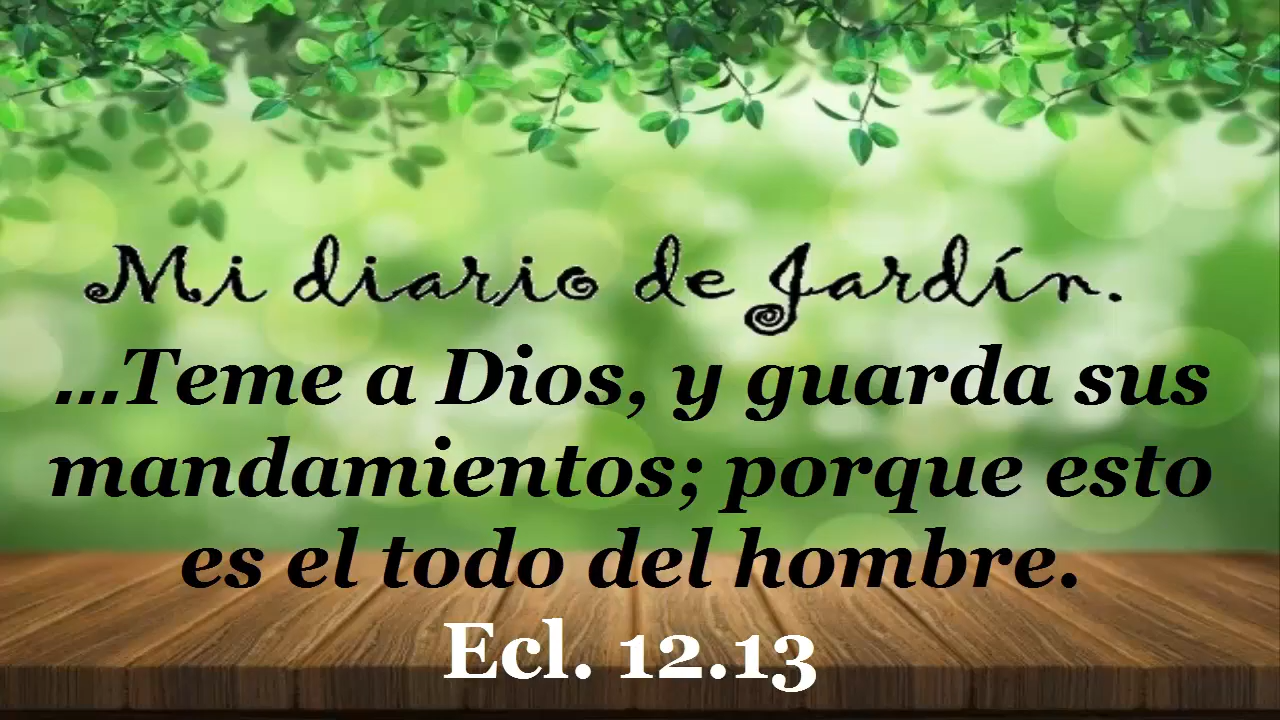 Mi diario de Jardín.
...Teme a Dios, y guarda sus
mandamientos; porque esto
es el todo del hombre.
Ecl. 12.13